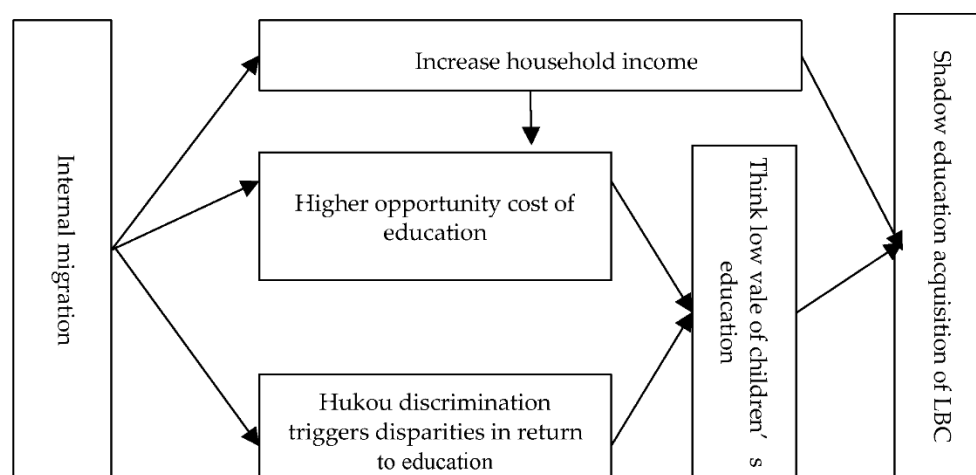 Internal migration
Increase household income
Higher opportunity cost of
education
Hukou discrimination
triggers disparities in return
to education
Think low vale of children’ s
education
Shadow education acquisition of LBC